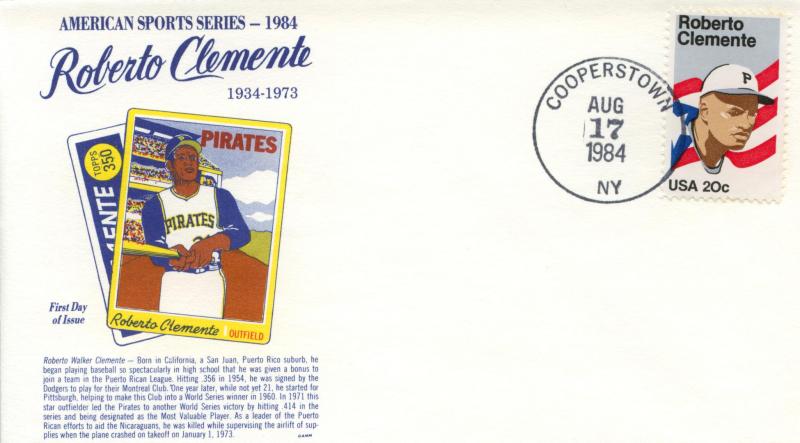 AMERICAN SPORTS SERIES – 1984
Roberto Clemente
1934-1973
Roberto
Clemente
USA 20c
COOPERSTOWN
AUG
17
1984
NY
TOPPS
350
MENTE
PIRATES
PIRATES
Roberto Clemente
OUTFIELD
First Day
of Issue
Roberto Walker Clemente — Born in California, a San Juan, Puerto Rico suburb, he
began playing baseball so spectacularly in high school that he was given a bonus to
join a team in the Puerto Rican League. Hitting .356 in 1954, he was signed by the
Dodgers to play for their Montreal Club. One year later, while not yet 21, he started for
Pittsburgh, helping to make this Club into a World Series winner in 1960. In 1971 this
star outfielder led the Pirates to another World Series victory by hitting .414 in the
series and being designated as the Most Valuable Player. As a leader of the Puerto
Rican efforts to aid the Nicaraguans, he was killed while supervising the airlift of sup-
plies when the plane crashed on takeoff on January 1, 1973.
P